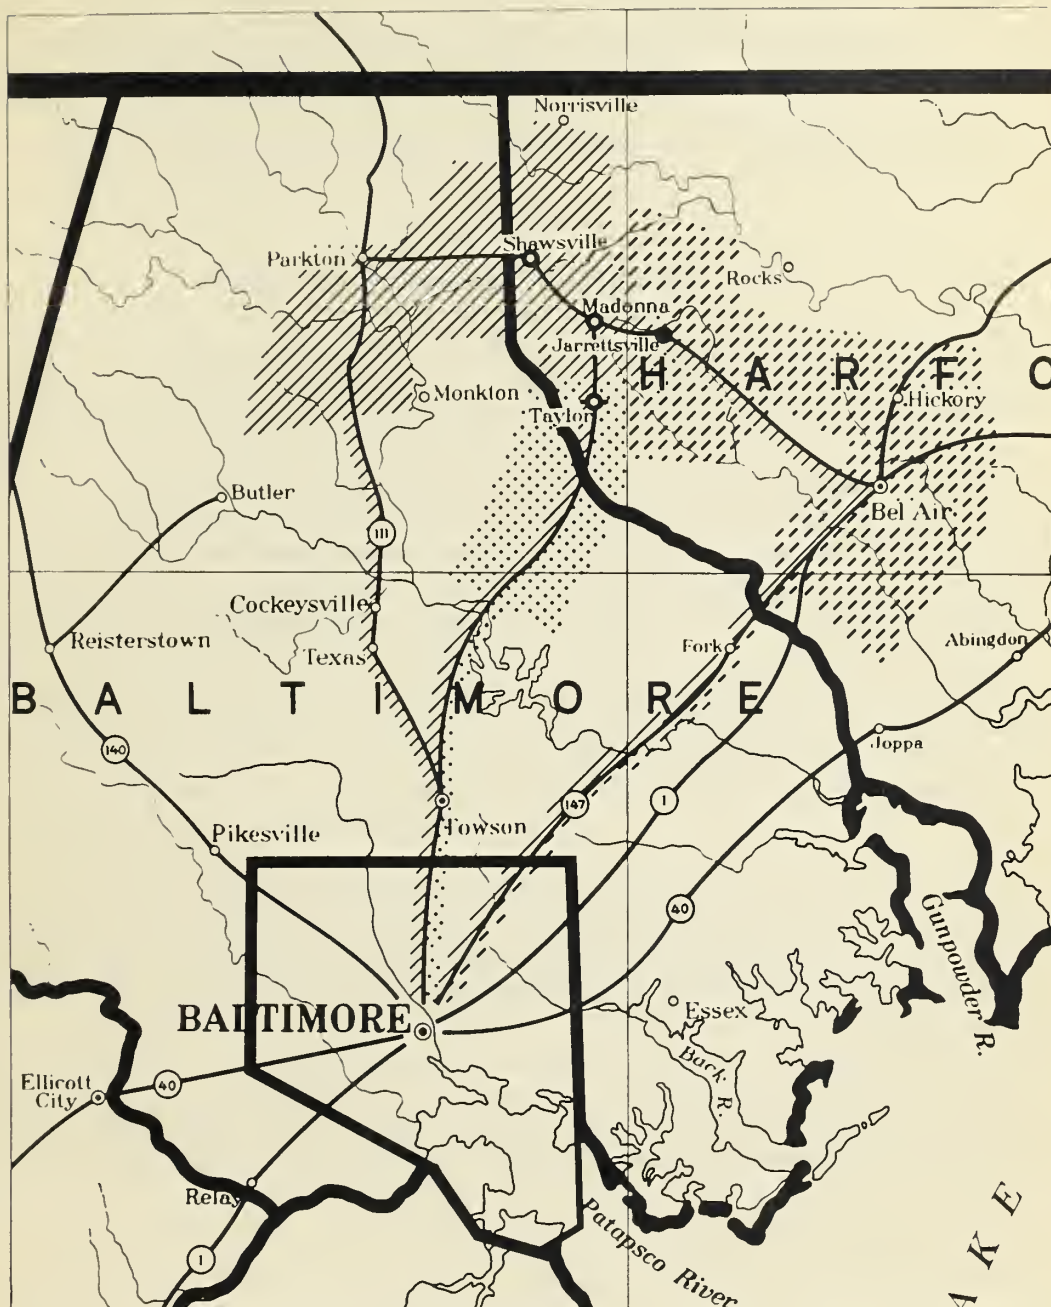 Norrisville
Parkton
Shawsville
Rocks
Madonna
Jarrettsville
H A R F O
Monkton
Taylor
Hickory
Butler
Bel Air
111
Cockeysville
Reisterstown
Texas
Fork
Abingdon
B A L T I M O R E
Joppa
140
147
1
Towson
Pikesville
40
Gunpowder R.
BALTIMORE
Essex
Back R.
Ellicott
City
40
Relay
Patapsco River
1
A K E